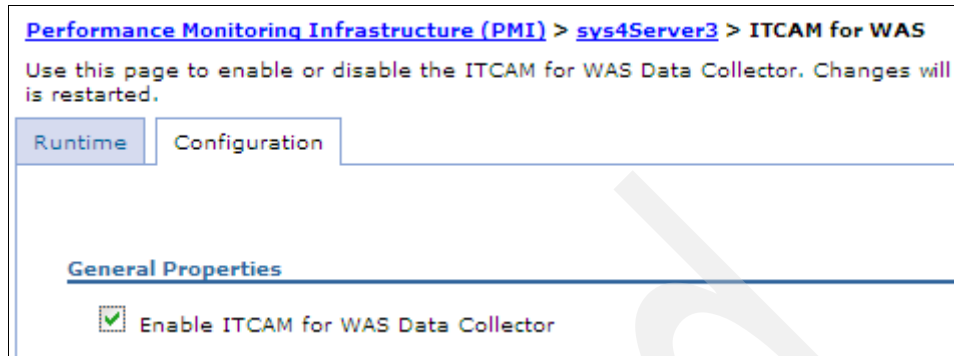 Performance Monitoring Infrastructure (PMI) > sys4Server3 > ITCAM for WAS
Use this page to enable or disable the ITCAM for WAS Data Collector. Changes will
is restarted.
Runtime Configuration
General Properties
Enable ITCAM for WAS Data Collector